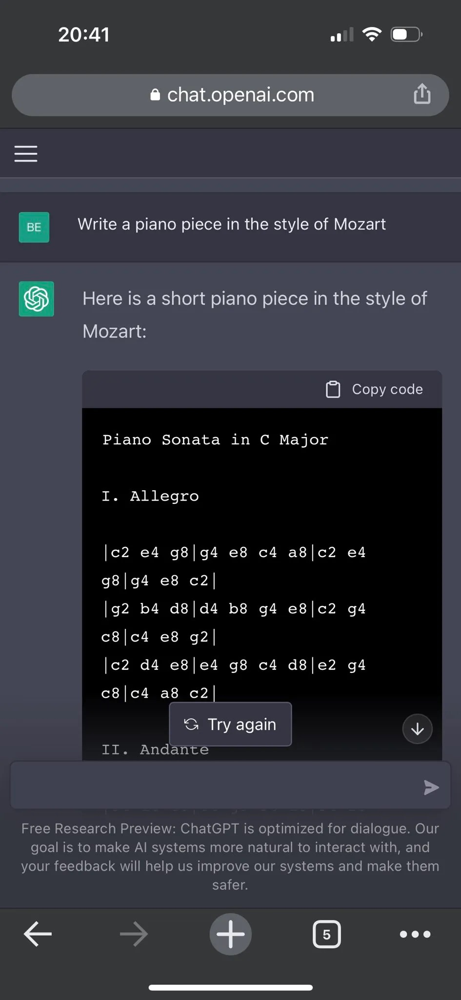 20:41
chat.openai.com
BE
Write a piano piece in the style of Mozart
Here is a short piano piece in the style of
Mozart:
Copy code
Piano Sonata in C Major
I. Allegro
|c2 e4 g8|g4 e8 c4 a8|c2 e4
g8|g4 e8 c2|
|g2 b4 d8|d4 b8 g4 e8|c2 g4
c8|c4 e8 g2|
|c2 d4 e8|e4 g8 c4 d8|e2 g4
c8|c4 a8 c2|
Try again
II. Andante
Free Research Preview: ChatGPT is optimized for dialogue. Our
goal is to make AI systems more natural to interact with, and
your feedback will help us improve our systems and make them
safer.
5